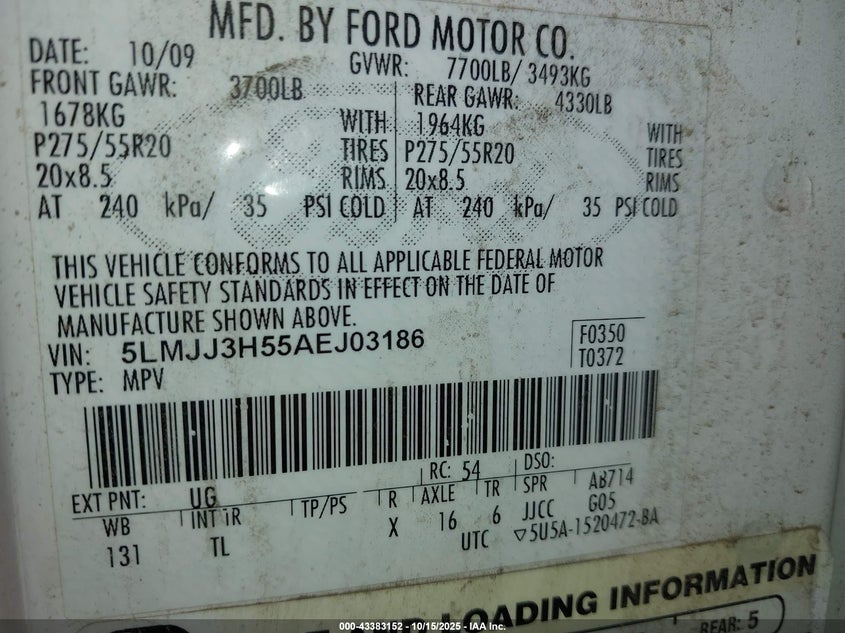 MFD. BY FORD MOTOR CO.
DATE: 10/09 GVWR: 7700LB/ 3493KG
FRONT GAWR: 3700LB REAR GAWR: 4330LB
1678KG WITH 1964KG WITH
P275/55R20 TIRES P275/55R20 TIRES
20x8.5 RIMS 20x8.5 RIMS
AT 240 kPa/ 35 PSI COLD AT 240 kPa/ 35 PSI COLD
THIS VEHICLE CONFORMS TO ALL APPLICABLE FEDERAL MOTOR
VEHICLE SAFETY STANDARDS IN EFFECT ON THE DATE OF
MANUFACTURE SHOWN ABOVE.
VIN: 5LMJJ3H55AEJ03186 F0350
TYPE: MPV T0372
RC: 54 DSO:
EXT PNT: UG R AXLE TR SPR AB714
WB INT TR TP/PS X 16 6 JJCC G05
131 TL UTC ▽5U5A-1520472-BA
LOADING INFORMATION
REAR: 5
000-43383152 - 10/15/2025 - IAA Inc.